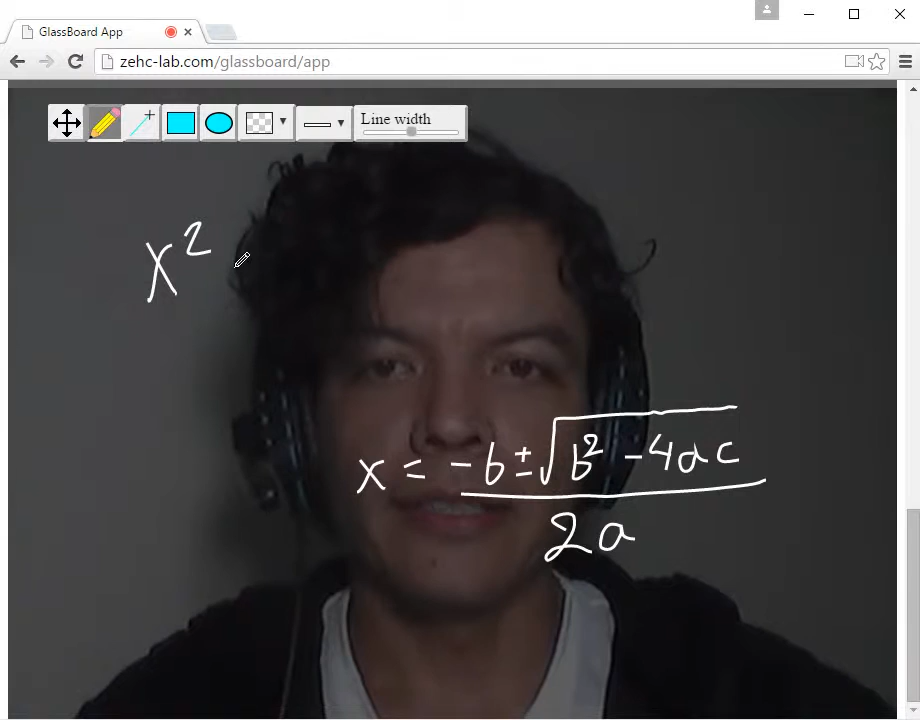 GlassBoard App
zehc-lab.com/glassboard/app
Line width
x²
x = -b ± √b² - 4ac
2a